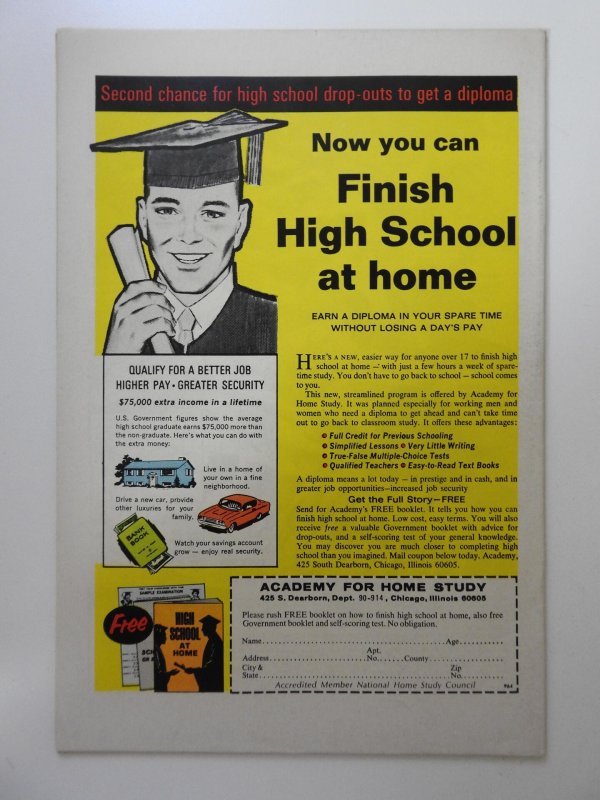 Second chance for high school drop-outs to get a diploma
Now you can
Finish
High School
at home
EARN A DIPLOMA IN YOUR SPARE TIME
WITHOUT LOSING A DAY'S PAY
HERE'S A NEW, easier way for anyone over 17 to finish high
school at home — with just a few hours a week of spare-
time study. You don't have to go back to school — school comes
to you.
This new, streamlined program is offered by Academy for
Home Study. It was planned especially for working men and
women who need a diploma to get ahead and can't take time
out to go back to classroom study. It offers these advantages:
• Full Credit for Previous Schooling
• Simplified Lessons • Very Little Writing
• True-False Multiple-Choice Tests
• Qualified Teachers • Easy-to-Read Text Books
A diploma means a lot today — in prestige and in cash, and in
greater job opportunities—increased job security
Get the Full Story—FREE
Send for Academy's FREE booklet. It tells you how you can
finish high school at home. Low cost, easy terms. You will also
receive free a valuable Government booklet with advice for
drop-outs, and a self-scoring test of your general knowledge.
You may discover you are much closer to completing high
school than you imagined. Mail coupon below today. Academy,
425 South Dearborn, Chicago, Illinois 60605.
QUALIFY FOR A BETTER JOB
HIGHER PAY • GREATER SECURITY
$75,000 extra income in a lifetime
U.S. Government figures show the average
high school graduate earns $75,000 more than
the non-graduate. Here's what you can do with
the extra money:
Live in a home of
your own in a fine
neighborhood.
Drive a new car, provide
other luxuries for your
family.
BANK
BOOK
Watch your savings account
grow — enjoy real security.
Free
SAMPLE EXAMINATION
HIGH
SCHOOL
AT
HOME
ACADEMY FOR HOME STUDY
425 S. Dearborn, Dept. 90-914, Chicago, Illinois 60605
Please rush FREE booklet on how to finish high school at home, also free
Government booklet and self-scoring test. No obligation.
Name.......... Age..........
Address.......... Apt. No...... County..........
City & State.......... Zip No..........
Accredited Member National Home Study Council